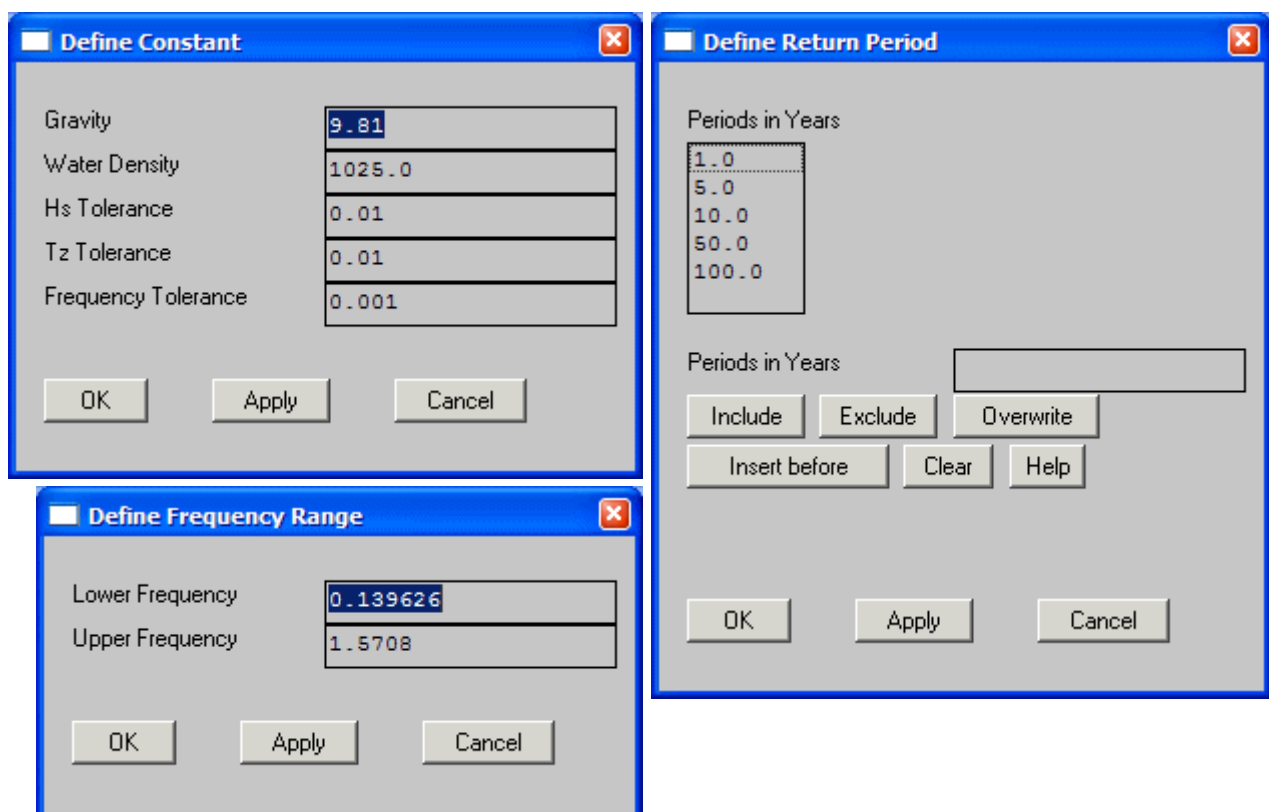 Define Constant
Gravity 9.81
Water Density 1025.0
Hs Tolerance 0.01
Tz Tolerance 0.01
Frequency Tolerance 0.001
OK Apply Cancel
Define Frequency Range
Lower Frequency 0.139626
Upper Frequency 1.5708
OK Apply Cancel
Define Return Period
Periods in Years
1.0
5.0
10.0
50.0
100.0
Periods in Years
Include Exclude Overwrite
Insert before Clear Help
OK Apply Cancel